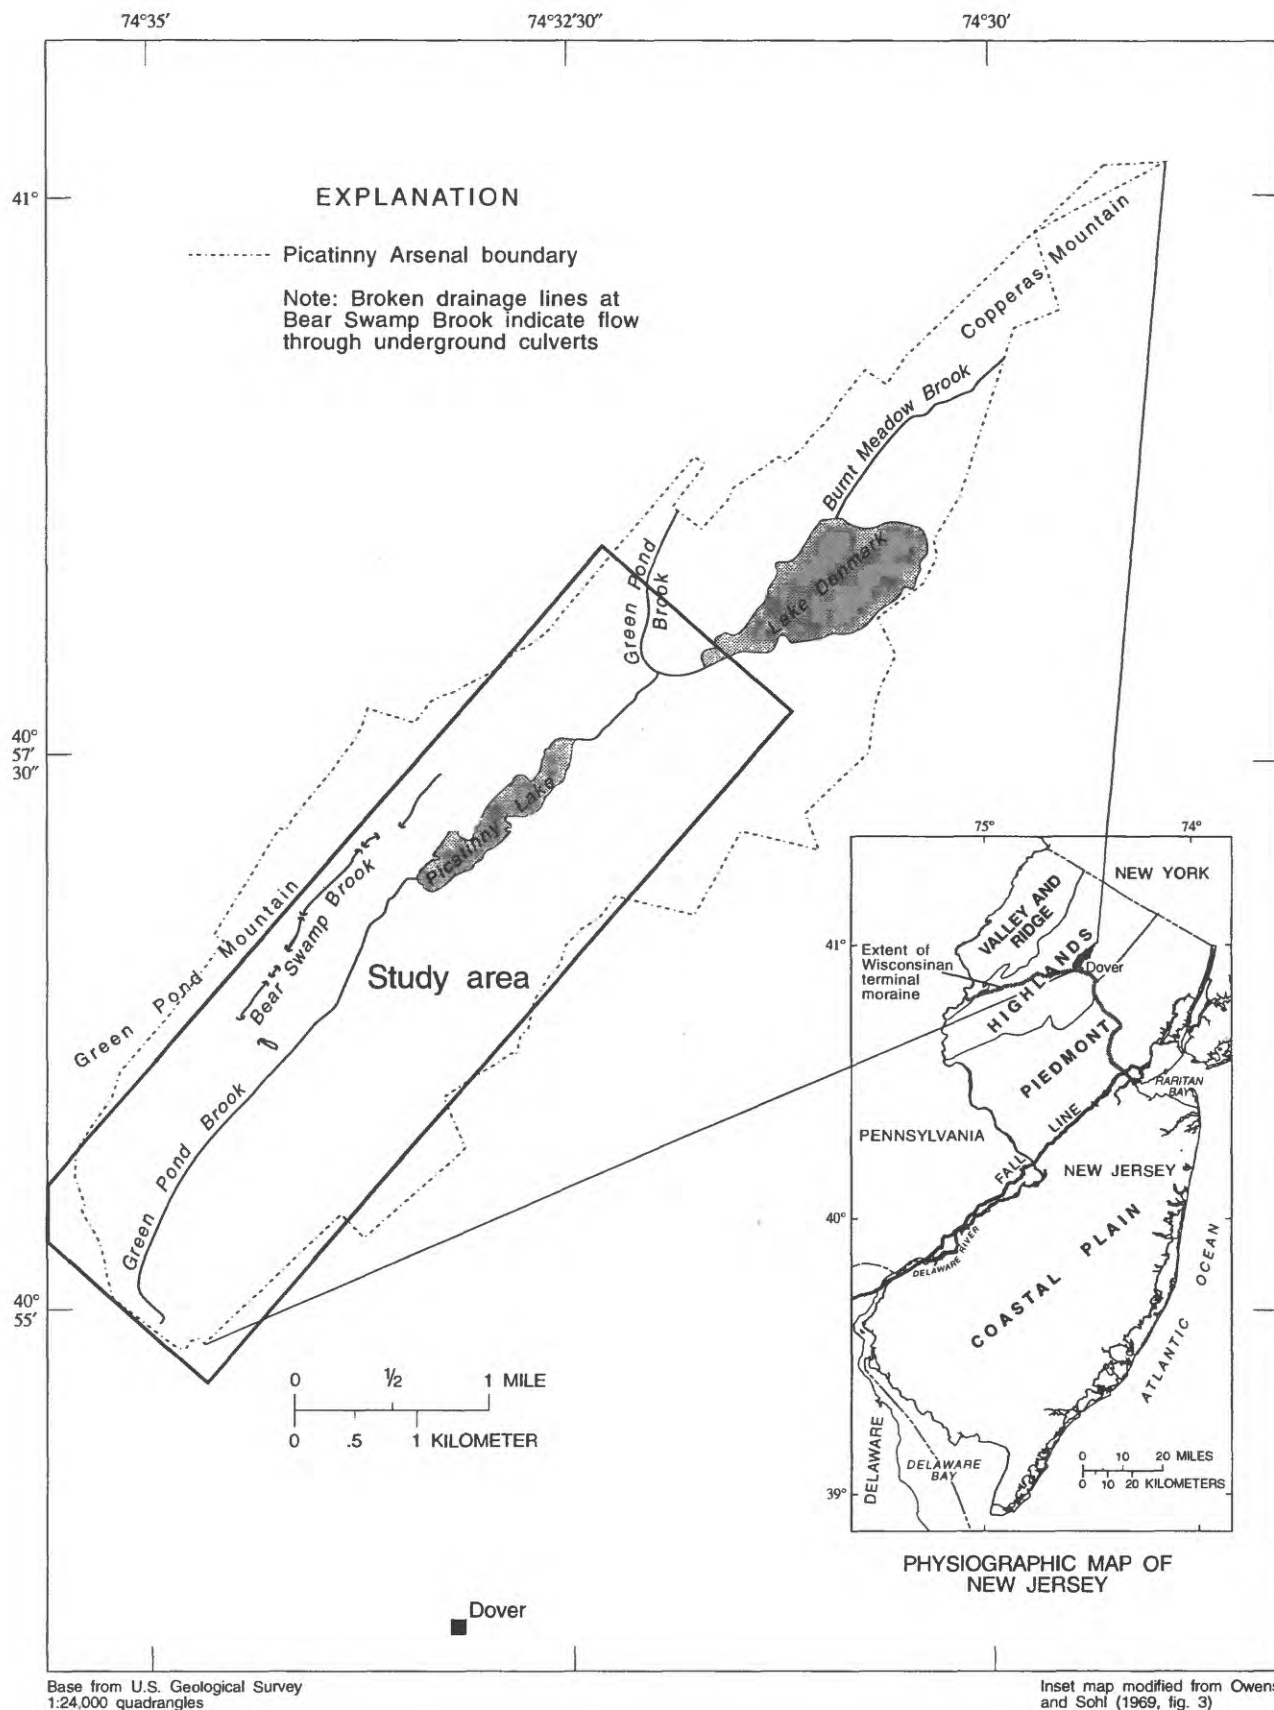 74°35′
74°32′30″
74°30′
41°
EXPLANATION
Picatinny Arsenal boundary
Note: Broken drainage lines at
Bear Swamp Brook indicate flow
through underground culverts
Copperas Mountain
Burnt Meadow Brook
Lake Denmark
Green Pond
Brook
40°
57′
30″
Picatinny Lake
Green Pond Mountain
Bear Swamp Brook
Study area
Green Pond Brook
40°
55′
0 ½ 1 MILE
0 .5 1 KILOMETER
Dover
75°
74°
NEW YORK
VALLEY AND
RIDGE
41°
Extent of
Wisconsinan
terminal
moraine
Dover
HIGHLANDS
PIEDMONT
RARITAN
BAY
FALL LINE
PENNSYLVANIA
NEW JERSEY
40°
DELAWARE RIVER
COASTAL PLAIN
ATLANTIC OCEAN
DELAWARE
DELAWARE
BAY
0 10 20 MILES
0 10 20 KILOMETERS
39°
PHYSIOGRAPHIC MAP OF
NEW JERSEY
Base from U.S. Geological Survey
1:24,000 quadrangles
Inset map modified from Owens
and Sohl (1969, fig. 3)